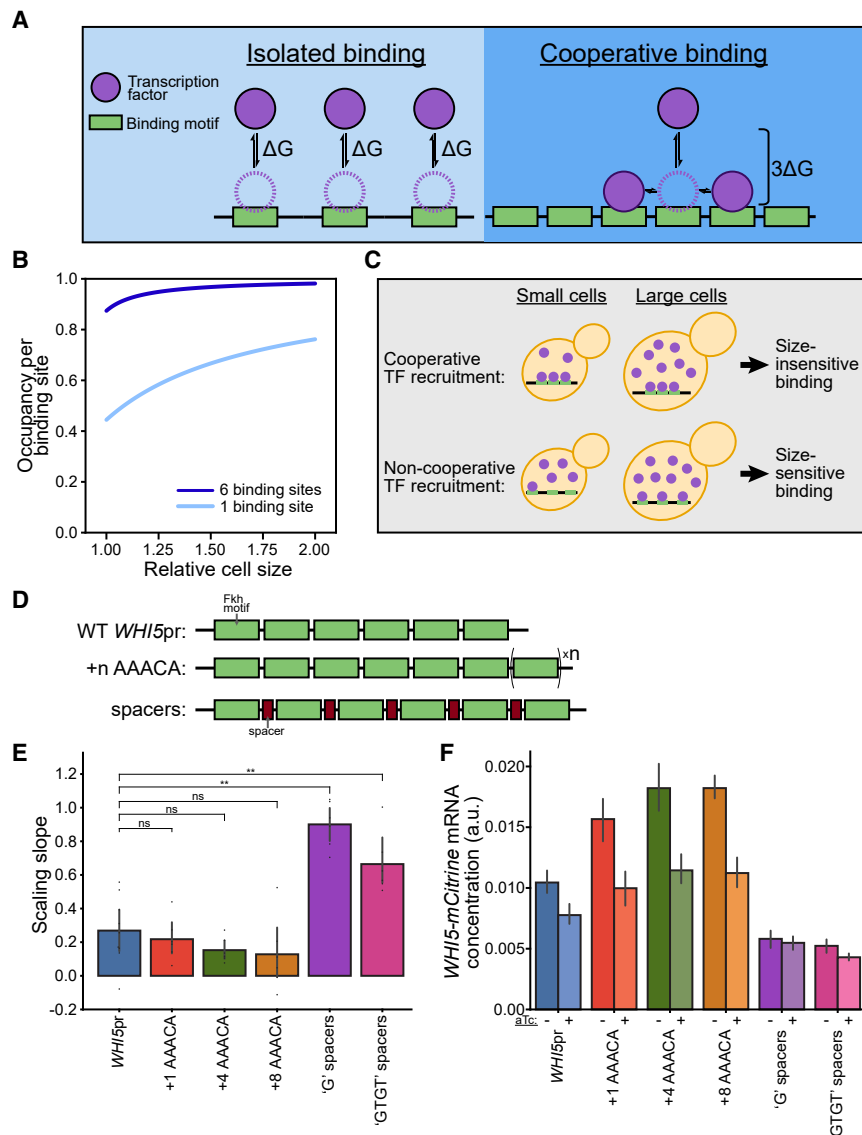 A
Isolated binding
Cooperative binding
Transcription
factor
Binding motif
ΔG
ΔG
ΔG
3ΔG
B
Occupancy per
binding site
1.0
0.8
0.6
0.4
0.2
0.0
6 binding sites
1 binding site
1.00
1.25
1.50
1.75
2.00
Relative cell size
C
Small cells
Large cells
Cooperative
TF recruitment:
Size-
insensitive
binding
Non-cooperative
TF recruitment:
Size-
sensitive
binding
D
Fkh
motif
WT WHI5pr:
+n AAACA:
xn
spacers:
spacer
E
Scaling slope
1.2
1.0
0.8
0.6
0.4
0.2
0.0
-0.2
**
**
ns
ns
ns
WHI5pr
+1 AAACA
+4 AAACA
+8 AAACA
'G' spacers
'GTGT' spacers
F
WHI5-mCitrine mRNA
concentration (a.u.)
0.020
0.015
0.010
0.005
0.000
aTc: - + - + - + - + - + - +
WHI5pr
+1 AAACA
+4 AAACA
+8 AAACA
'G' spacers
GTGT' spacers